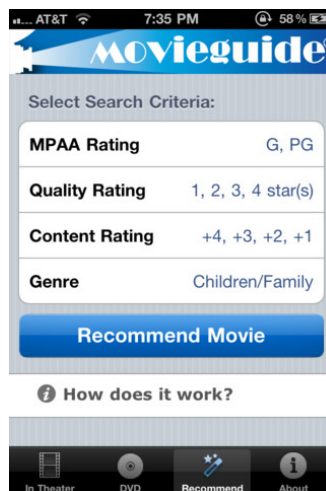 AT&T 7:35 PM 58%
MOVieguide®
Select Search Criteria:
MPAA Rating G, PG
Quality Rating 1, 2, 3, 4 star(s)
Content Rating +4, +3, +2, +1
Genre Children/Family
Recommend Movie
How does it work?
In Theater DVD Recommend About